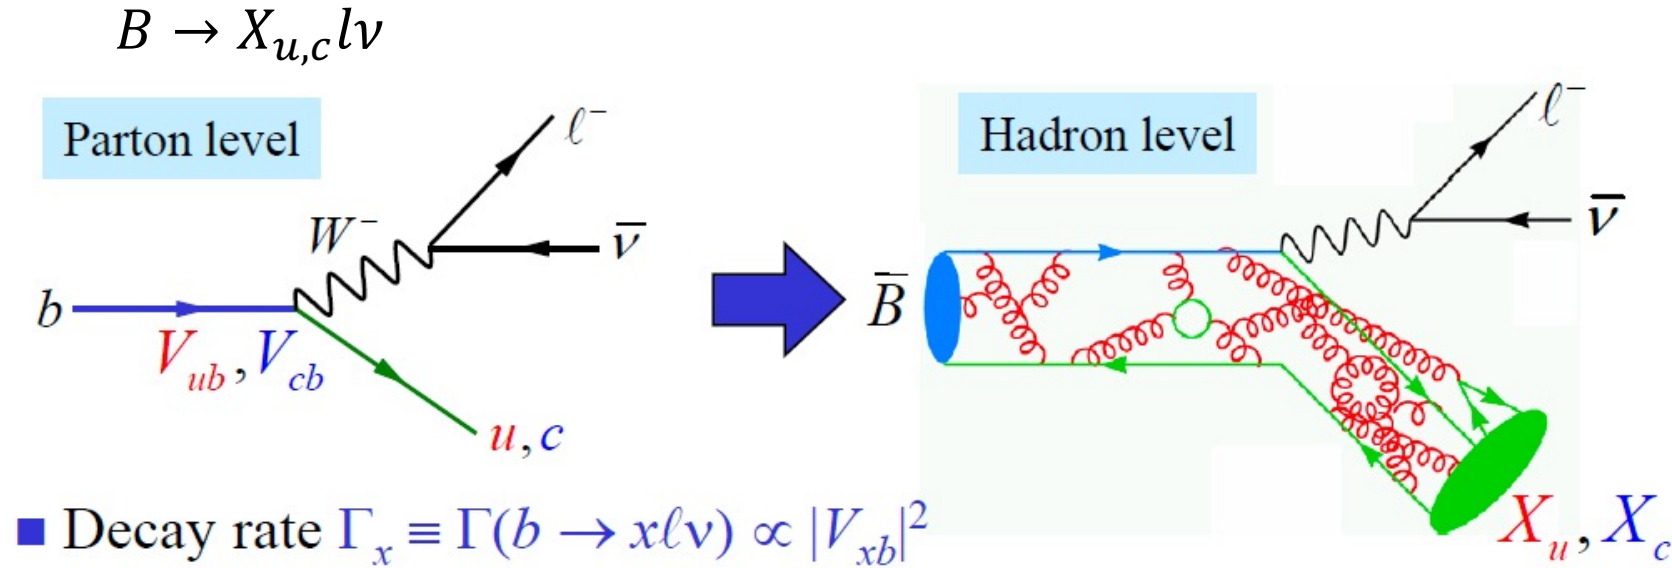 B → X_{u,c}lν
Parton level
ℓ⁻
W⁻
ν̅
b
V_{ub}, V_{cb}
u, c
Hadron level
ℓ⁻
ν̅
B̅
X_u, X_c
■ Decay rate Γ_x ≡ Γ(b → xℓν) ∝ |V_{xb}|²